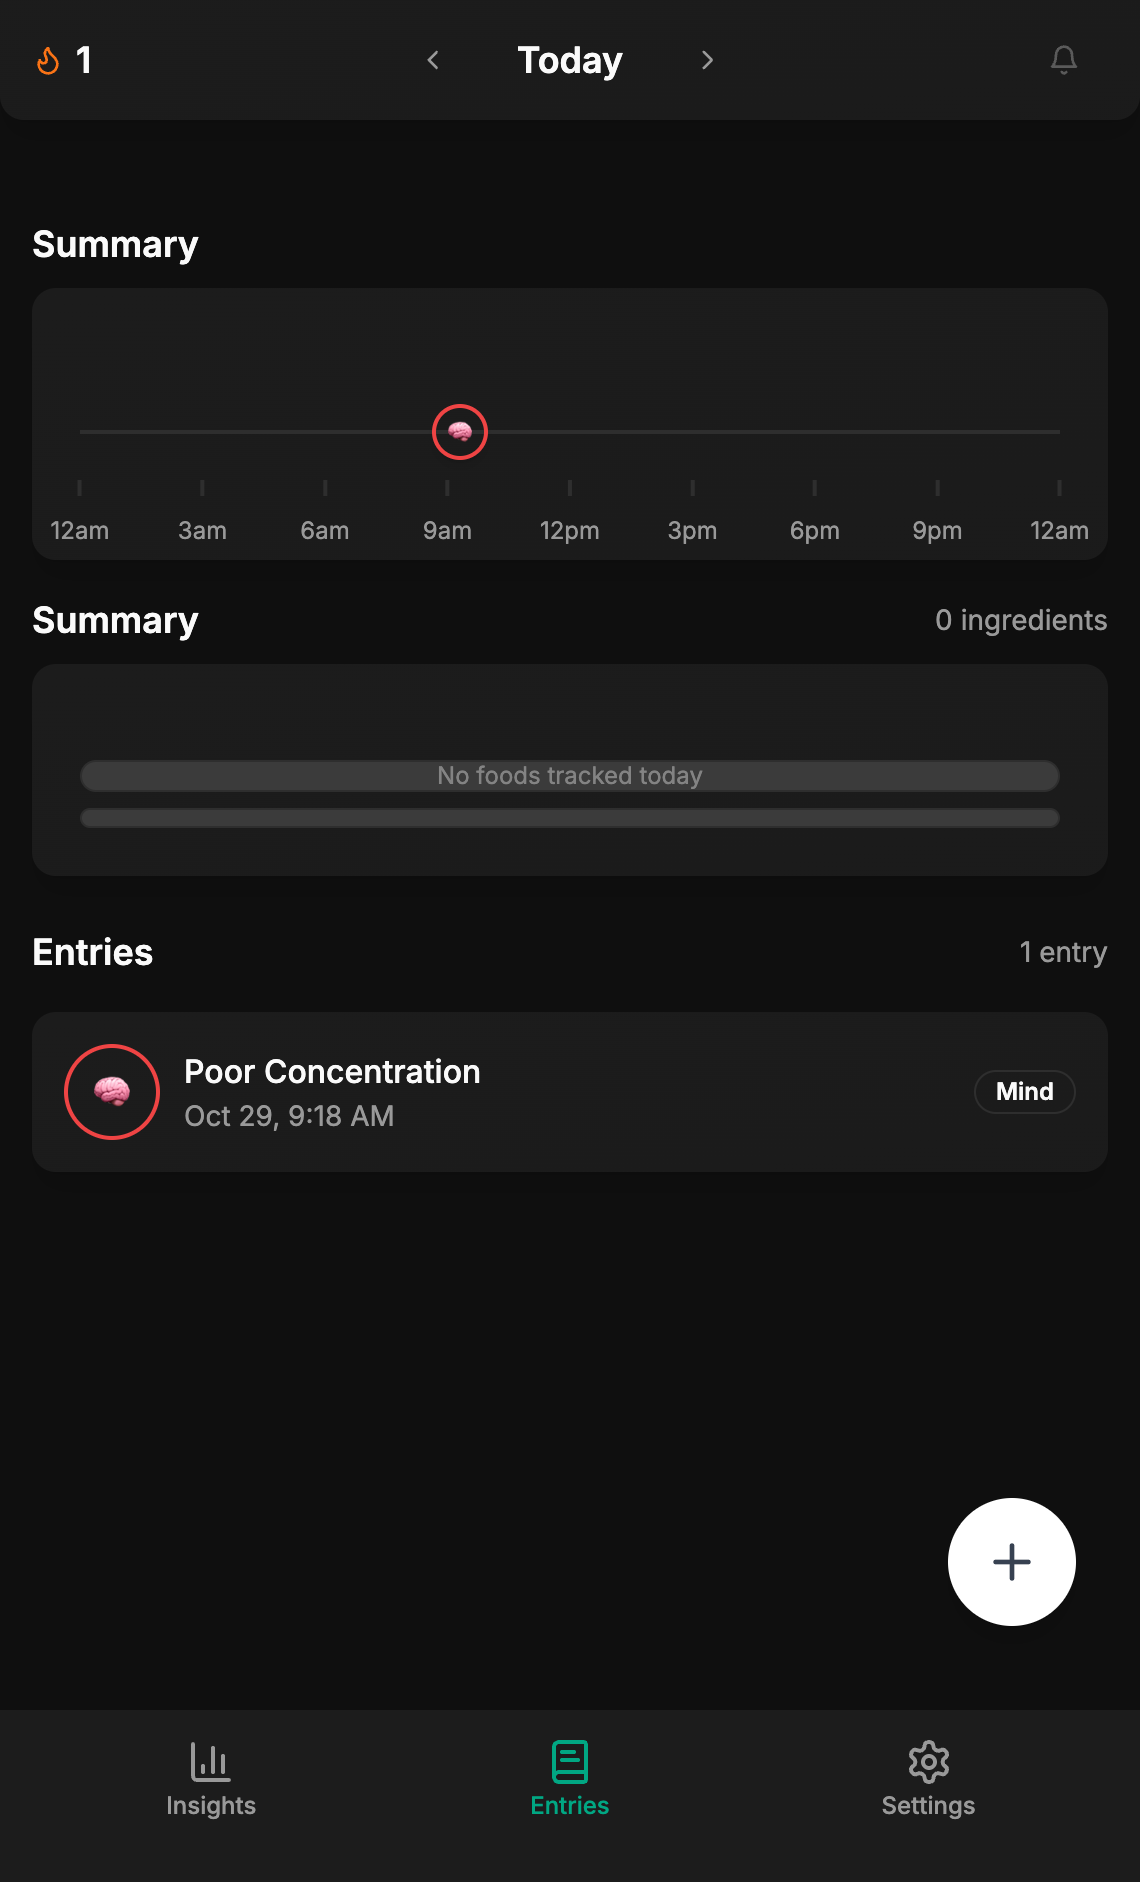 1
Today
Summary
12am 3am 6am 9am 12pm 3pm 6pm 9pm 12am
Summary
0 ingredients
No foods tracked today
Entries
1 entry
Poor Concentration
Oct 29, 9:18 AM
Mind
Insights
Entries
Settings